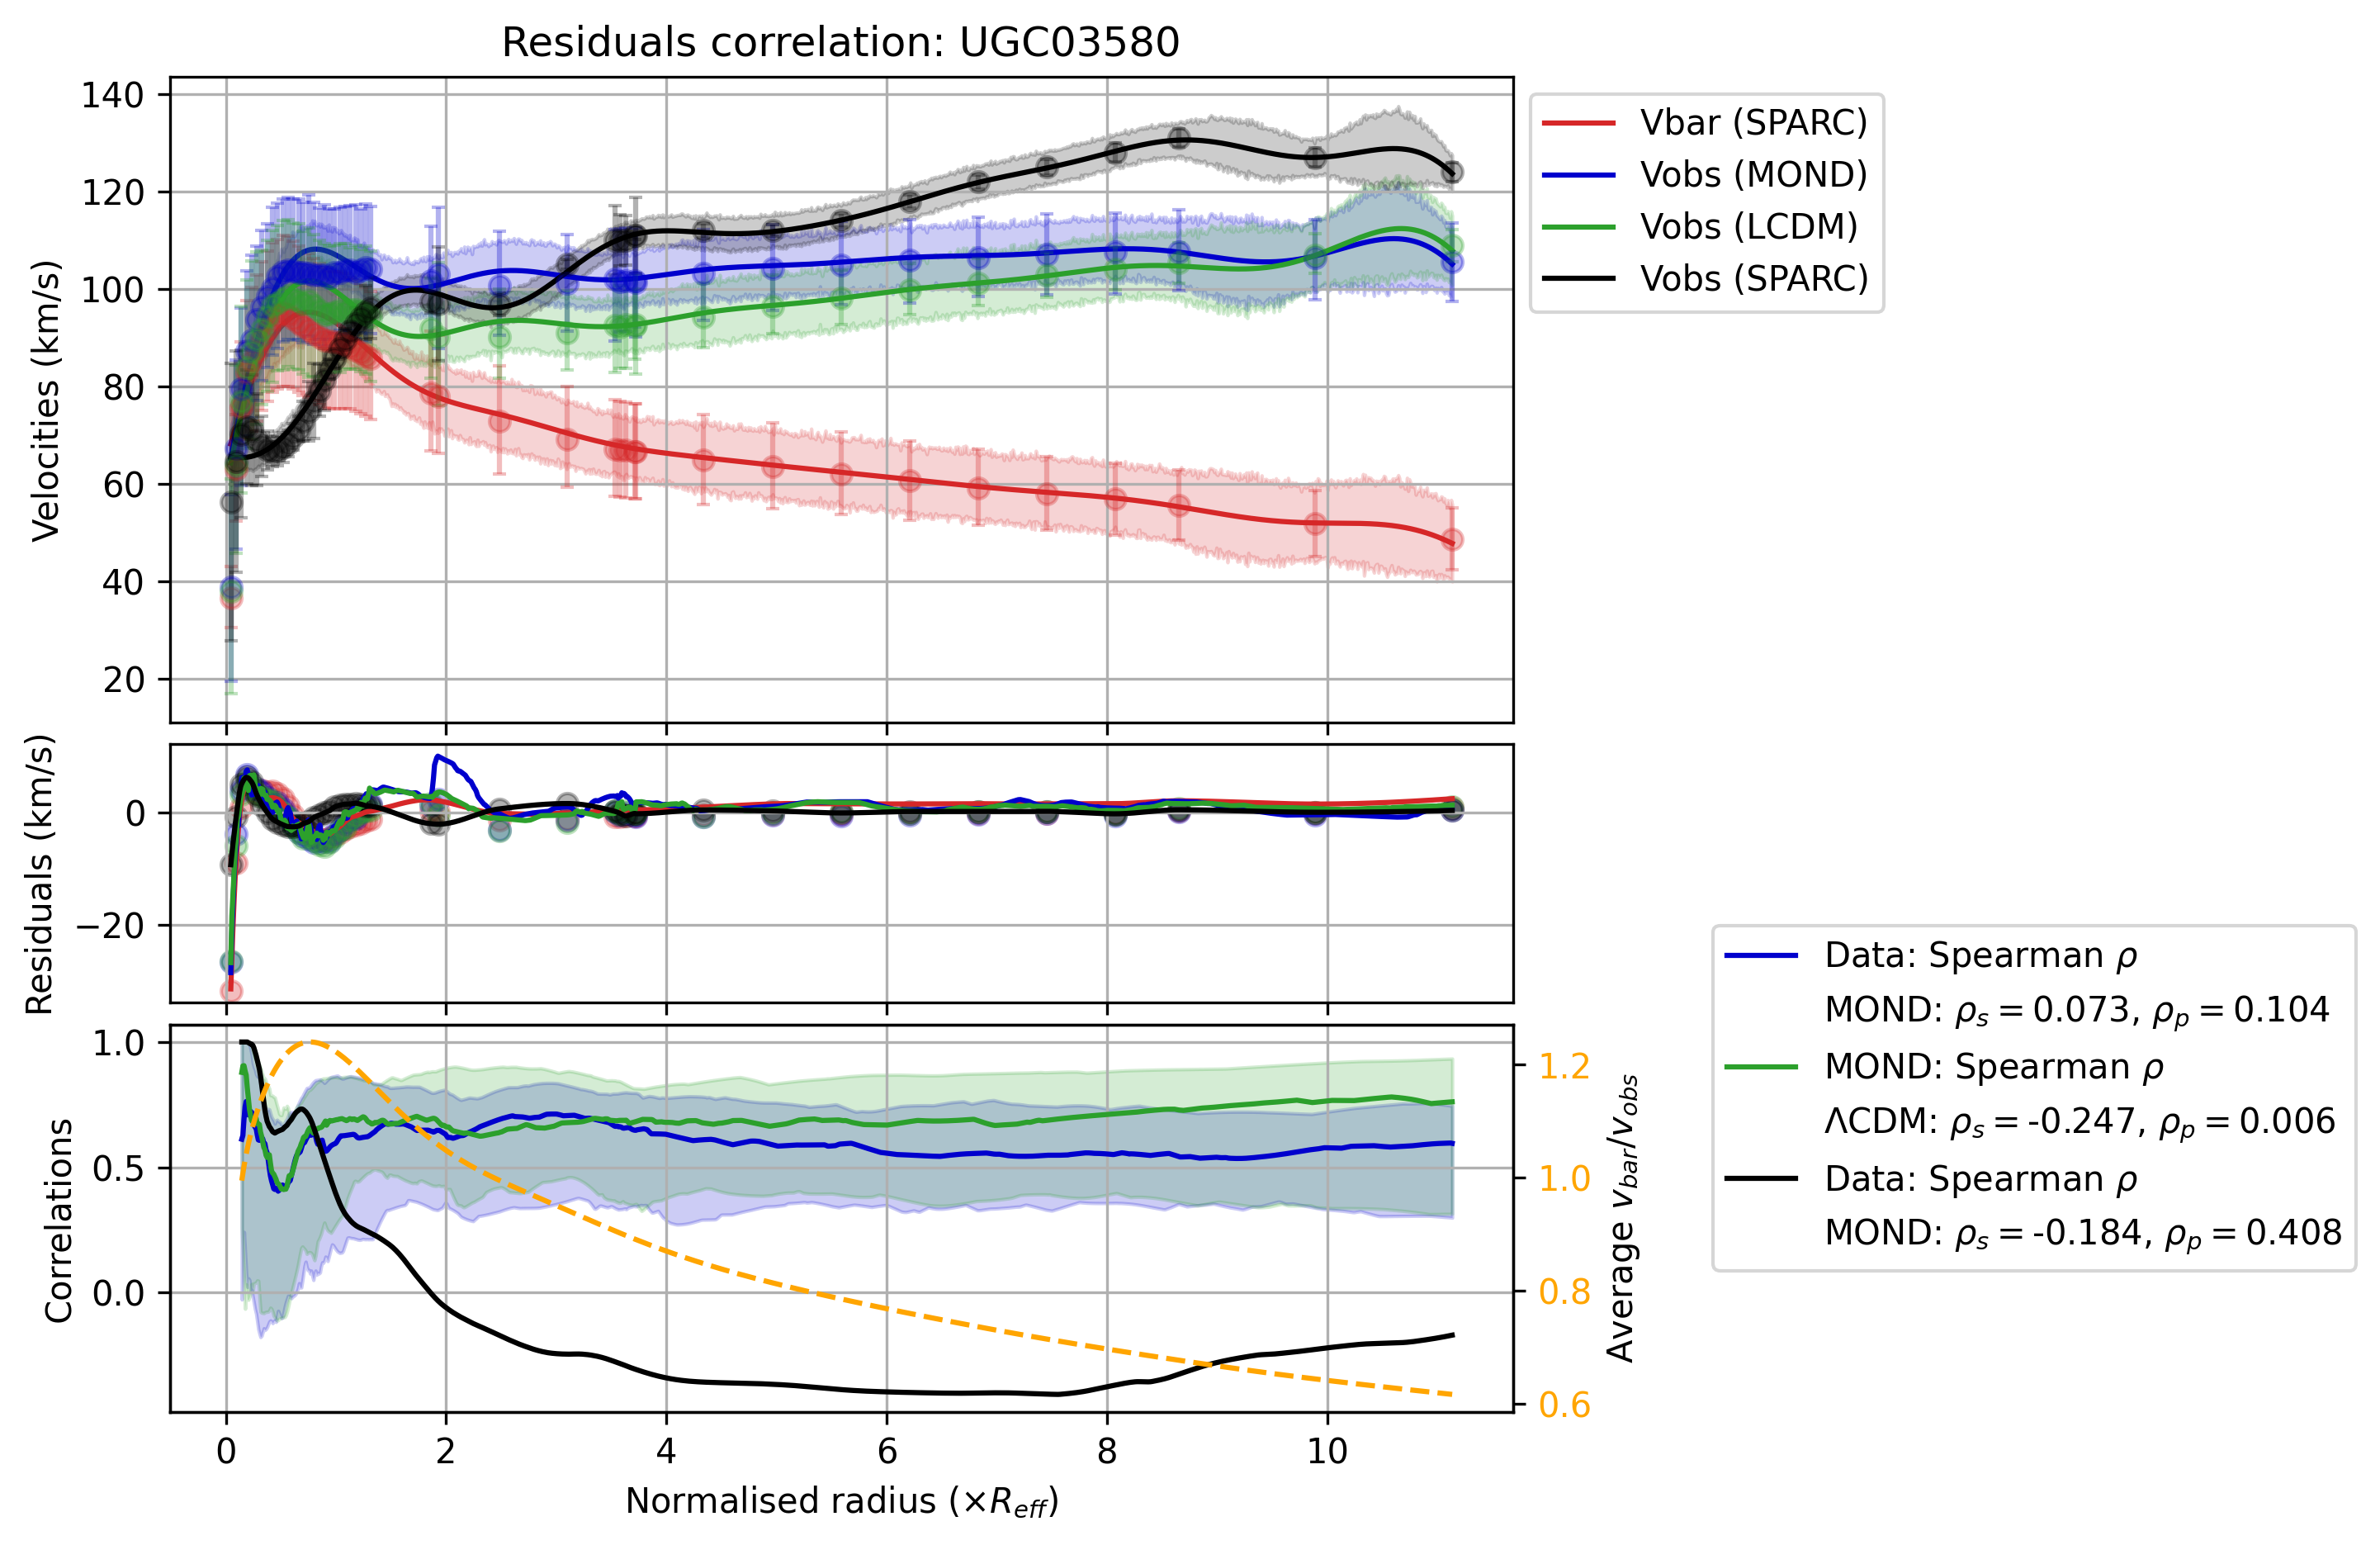 Residuals correlation: UGC03580
140
120
100
80
60
40
20
Velocities (km/s)
Vbar (SPARC)
Vobs (MOND)
Vobs (LCDM)
Vobs (SPARC)
0
−20
Residuals (km/s)
1.0
0.5
0.0
Correlations
1.2
1.0
0.8
0.6
Average v_bar/v_obs
Data: Spearman ρ
MOND: ρ_s = 0.073, ρ_p = 0.104
MOND: Spearman ρ
ΛCDM: ρ_s = -0.247, ρ_p = 0.006
Data: Spearman ρ
MOND: ρ_s = -0.184, ρ_p = 0.408
0 2 4 6 8 10
Normalised radius (×R_eff)